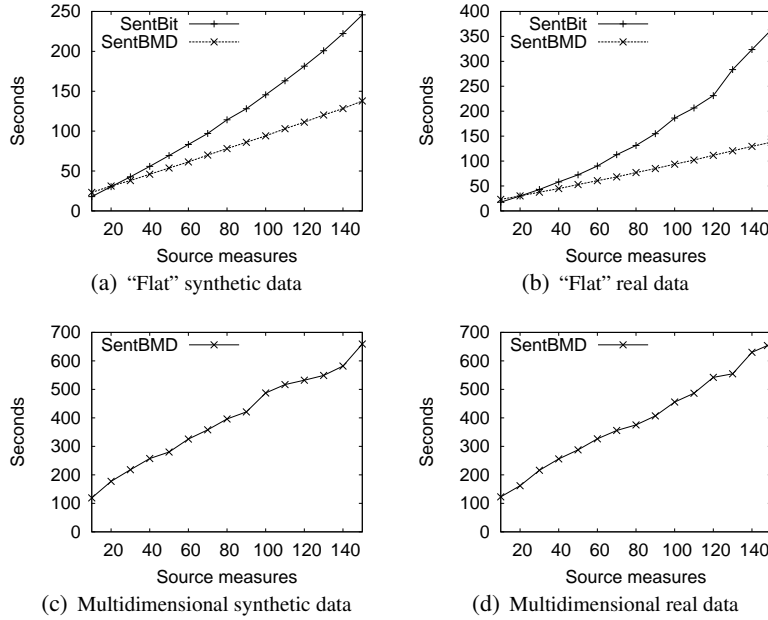 250
200
150
100
50
0
Seconds
SentBit
SentBMD
20 40 60 80 100 120 140
Source measures
(a) “Flat” synthetic data
400
350
300
250
200
150
100
50
0
Seconds
SentBit
SentBMD
20 40 60 80 100 120 140
Source measures
(b) “Flat” real data
700
600
500
400
300
200
100
0
Seconds
SentBMD
20 40 60 80 100 120 140
Source measures
(c) Multidimensional synthetic data
700
600
500
400
300
200
100
0
Seconds
SentBMD
20 40 60 80 100 120 140
Source measures
(d) Multidimensional real data